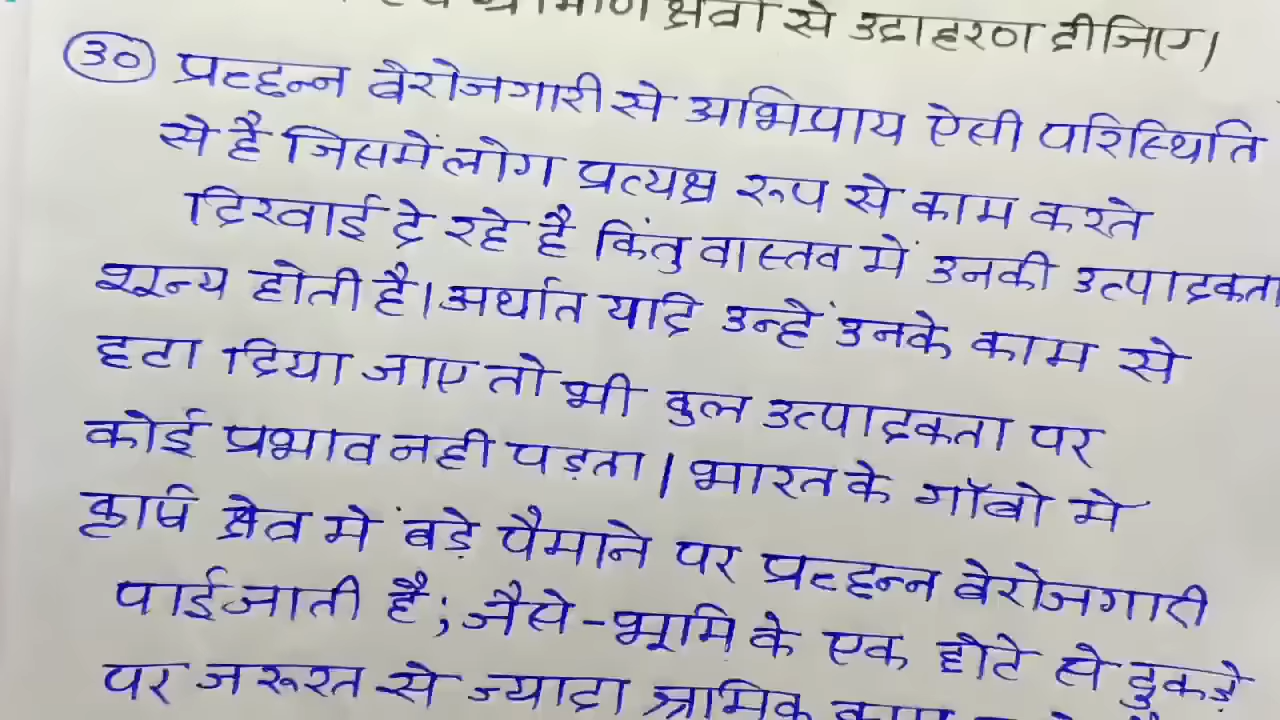 ग्रामीण क्षेत्रों से उदाहरण दीजिए।
(30) प्रच्छन्न बेरोजगारी से अभिप्राय ऐसी परिस्थिति
से है जिसमें लोग प्रत्यक्ष रूप से काम करते
दिखाई दे रहे है किंतु वास्तव में उनकी उत्पादकता
शून्य होती है। अर्थात यदि उन्हें उनके काम से
हटा दिया जाए तो भी कुल उत्पादकता पर
कोई प्रभाव नही पड़ता। भारत के गाँवो मे
कृषि क्षेत्र में बड़े पैमाने पर प्रच्छन्न बेरोजगारी
पाई जाती है; जैसे-भूमि के एक छोटे से टुकड़े
पर जरूरत से ज्यादा श्रमिक काम